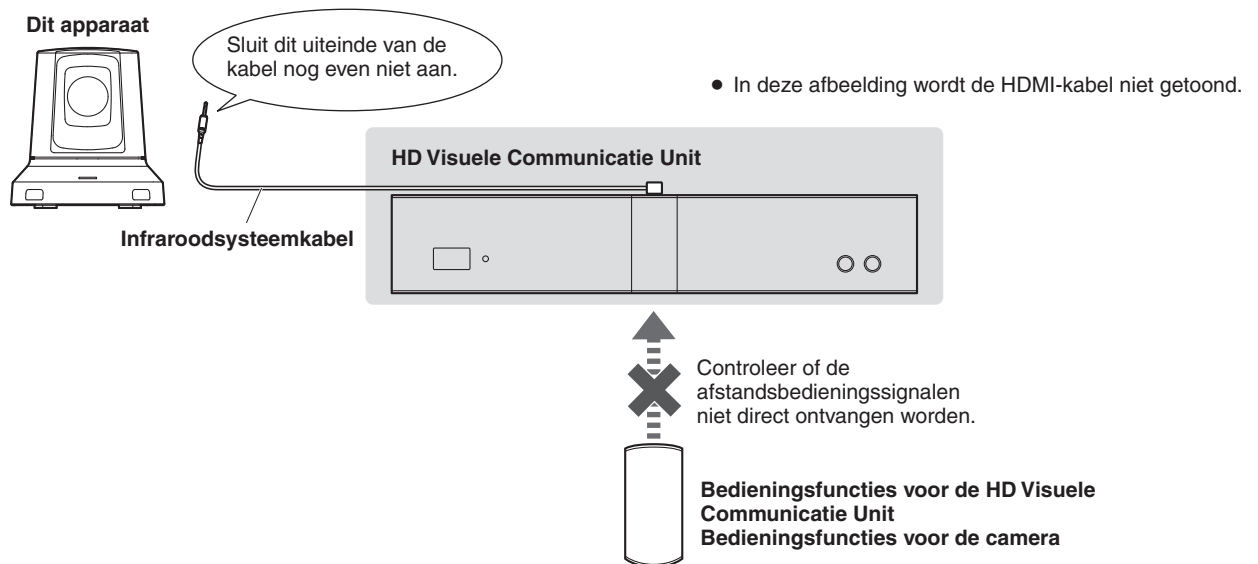 Dit apparaat
Sluit dit uiteinde van de
kabel nog even niet aan.
● In deze afbeelding wordt de HDMI-kabel niet getoond.
HD Visuele Communicatie Unit
Infraroodsysteemkabel
Controleer of de
afstandsbedieningssignalen
niet direct ontvangen worden.
Bedieningsfuncties voor de HD Visuele
Communicatie Unit
Bedieningsfuncties voor de camera